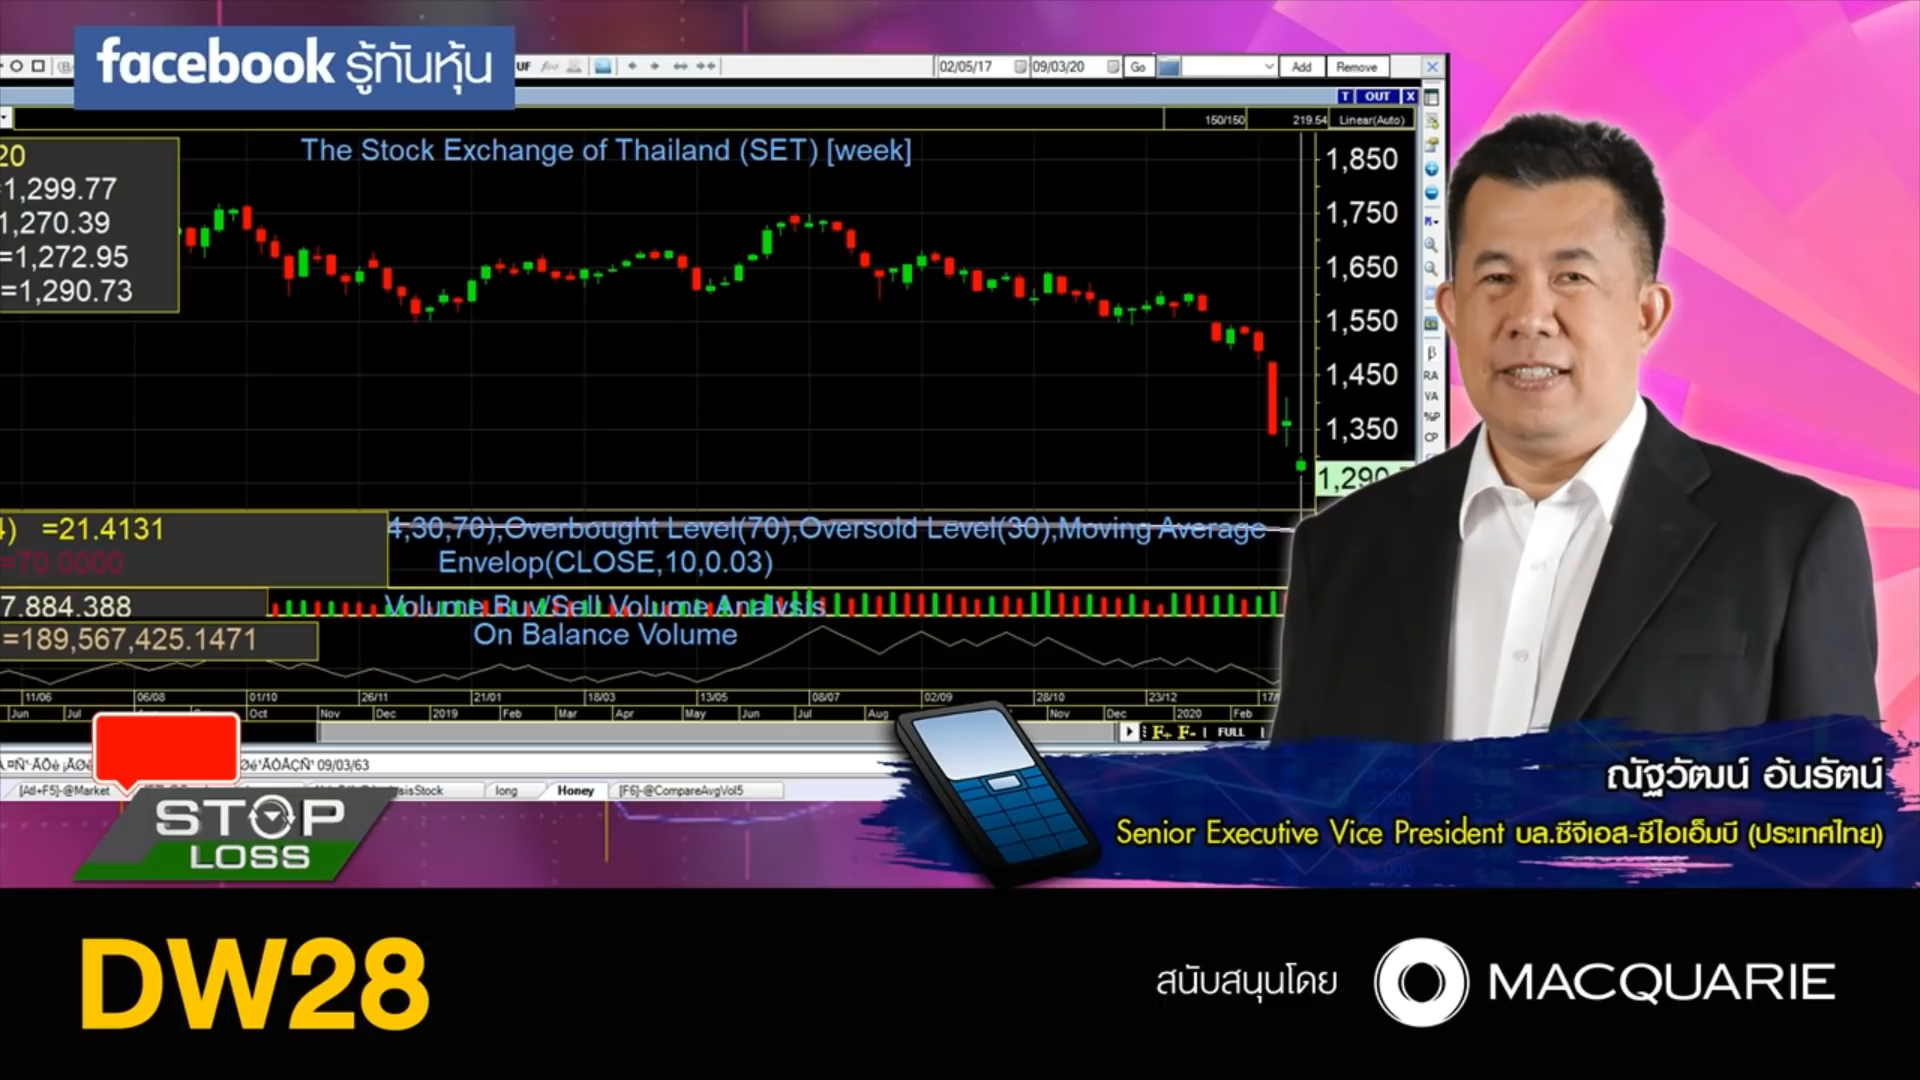 facebook รู้ทันหุ้น
UF
02/05/17
09/03/20
Go
Add
Remove
T OUT X
150/150
219.54
Linear(Auto)
20
The Stock Exchange of Thailand (SET) [week]
=1,299.77
1,270.39
=1,272.95
=1,290.73
1,850
1,750
1,650
1,550
1,450
1,350
1,290.7
β
RA
VA
%P
CP
4) =21.4131
=70.0000
4,30,70),Overbought Level(70),Oversold Level(30),Moving Average
Envelop(CLOSE,10,0.03)
7.884.388
Volume Buy/Sell Volume Analysis
=189,567,425.1471
On Balance Volume
11/06 06/08 01/10 26/11 21/01 18/03 13/05 08/07 02/09 28/10 23/12
Jun Jul Oct Nov Dec 2019 Feb Mar Apr May Jun Jul Aug Nov Dec 2020 Feb
F+ F- FULL
09/03/63
[Atl+F5]-@Market
long
Honey
[F6]-@CompareAvgVol5
STOP
LOSS
ณัฐวัฒน์ อ้นรัตน์
Senior Executive Vice President บล.ซีจีเอส-ซีไอเอ็มบี (ประเทศไทย)
DW28
สนับสนุนโดย
MACQUARIE